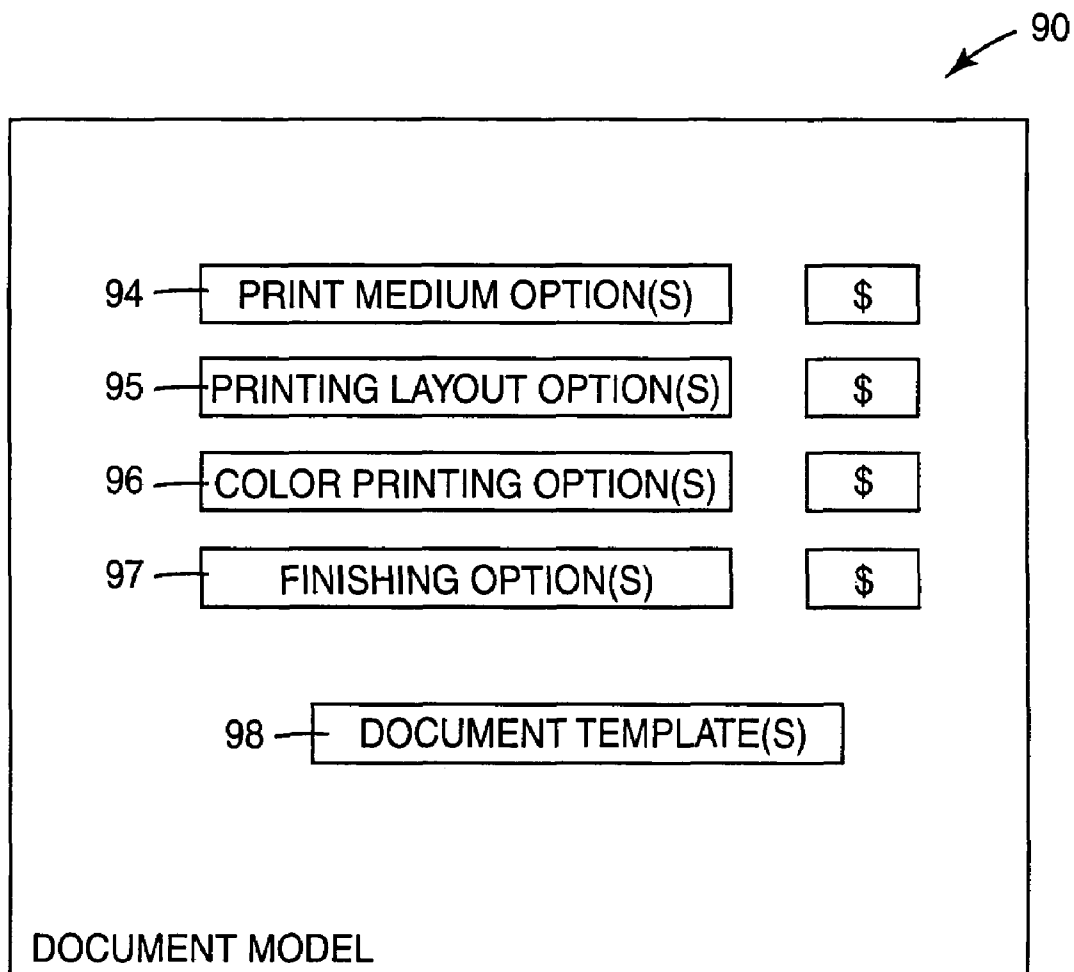 90
94 PRINT MEDIUM OPTION(S) $
95 PRINTING LAYOUT OPTION(S) $
96 COLOR PRINTING OPTION(S) $
97 FINISHING OPTION(S) $
98 DOCUMENT TEMPLATE(S)
DOCUMENT MODEL